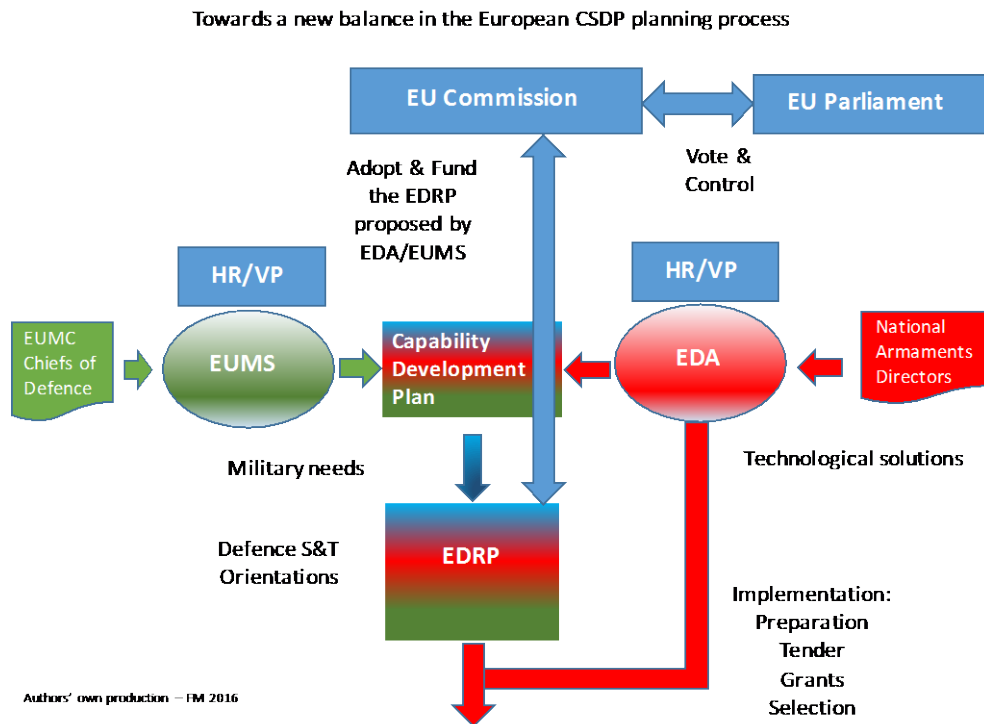 Towards a new balance in the European CSDP planning process
EU Commission
EU Parliament
Adopt & Fund
the EDRP
proposed by
EDA/EUMS
Vote &
Control
HR/VP
HR/VP
EUMC
Chiefs of
Defence
EUMS
Capability
Development
Plan
EDA
National
Armaments
Directors
Military needs
Technological solutions
Defence S&T
Orientations
EDRP
Implementation:
Preparation
Tender
Grants
Selection
Authors' own production – FM 2016